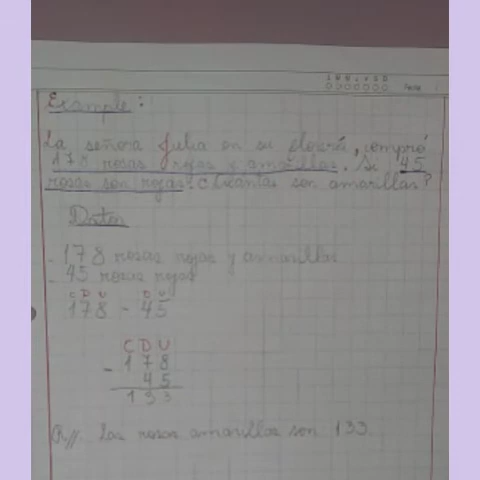 Example:
La señora Julia en su florería, compró
178 rosas rojas y amarillas. Si 45
rosas son rojas. ¿Cuántas son amarillas?
Datos
- 178 rosas rojas y amarillas
- 45 rosas rojas
C D U D U
178 - 45
C D U
- 1 7 8
4 5
1 3 3
R// Las rosas amarillas son 133.